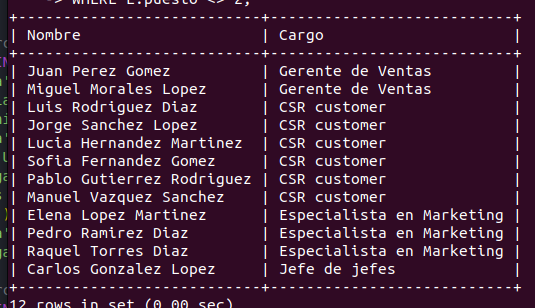 -> WHERE E.puesto <> 2;
+---------------------------+---------------------------+
| Nombre | Cargo |
+---------------------------+---------------------------+
| Juan Perez Gomez | Gerente de Ventas |
| Miguel Morales Lopez | Gerente de Ventas |
| Luis Rodriguez Diaz | CSR customer |
| Jorge Sanchez Lopez | CSR customer |
| Lucia Hernandez Martinez | CSR customer |
| Sofia Fernandez Gomez | CSR customer |
| Pablo Gutierrez Rodriguez | CSR customer |
| Manuel Vazquez Sanchez | CSR customer |
| Elena Lopez Martinez | Especialista en Marketing |
| Pedro Ramirez Diaz | Especialista en Marketing |
| Raquel Torres Diaz | Especialista en Marketing |
| Carlos Gonzalez Lopez | Jefe de jefes |
+---------------------------+---------------------------+
12 rows in set (0,00 sec)